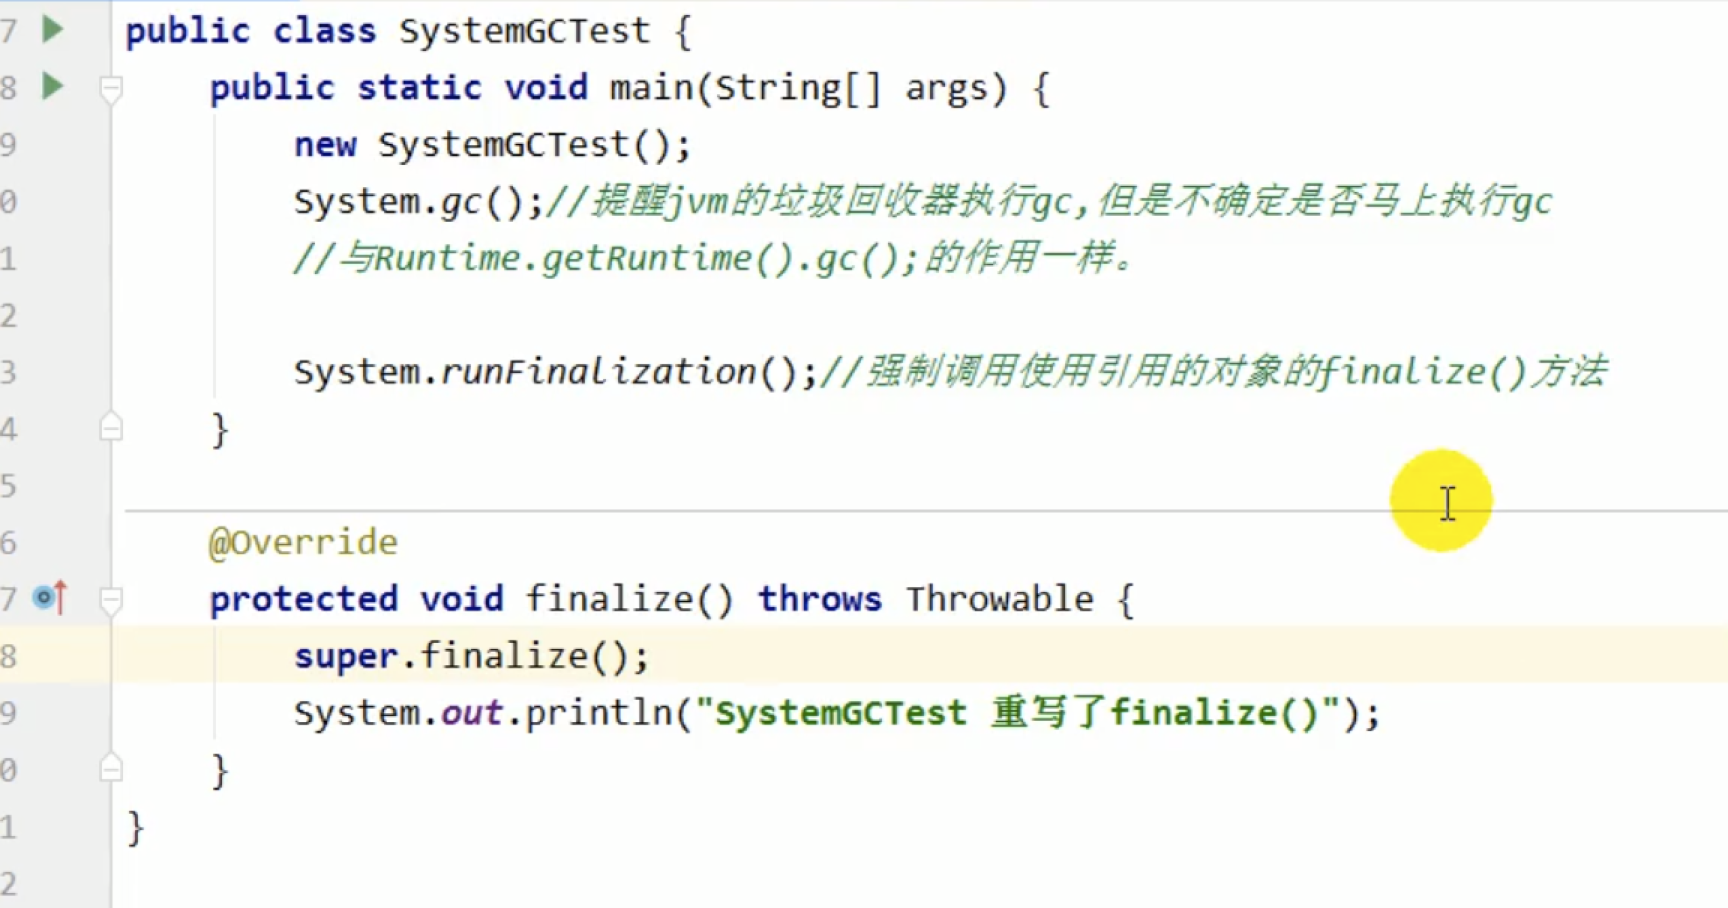 7 public class SystemGCTest {
8 public static void main(String[] args) {
9 new SystemGCTest();
0 System.gc();//提醒jvm的垃圾回收器执行gc,但是不确定是否马上执行gc
1 //与Runtime.getRuntime().gc();的作用一样。
2
3 System.runFinalization();//强制调用使用引用的对象的finalize()方法
4 }
5
6 @Override
7 protected void finalize() throws Throwable {
8 super.finalize();
9 System.out.println("SystemGCTest 重写了finalize()");
0 }
1 }
2